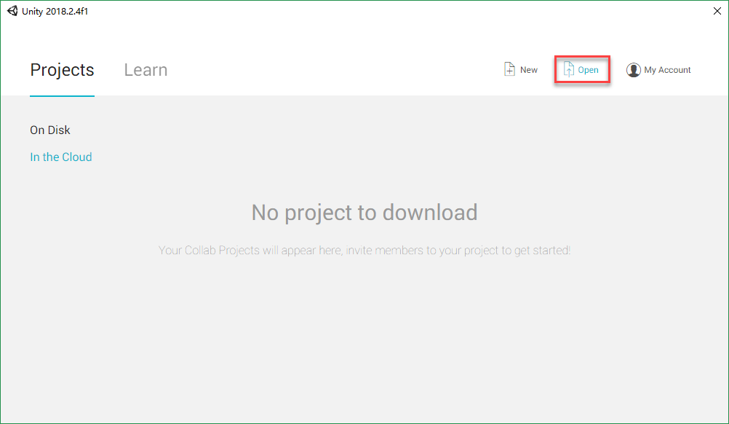 Unity 2018.2.4f1
Projects
Learn
New
Open
My Account
On Disk
In the Cloud
No project to download
Your Collab Projects will appear here, invite members to your project to get started!